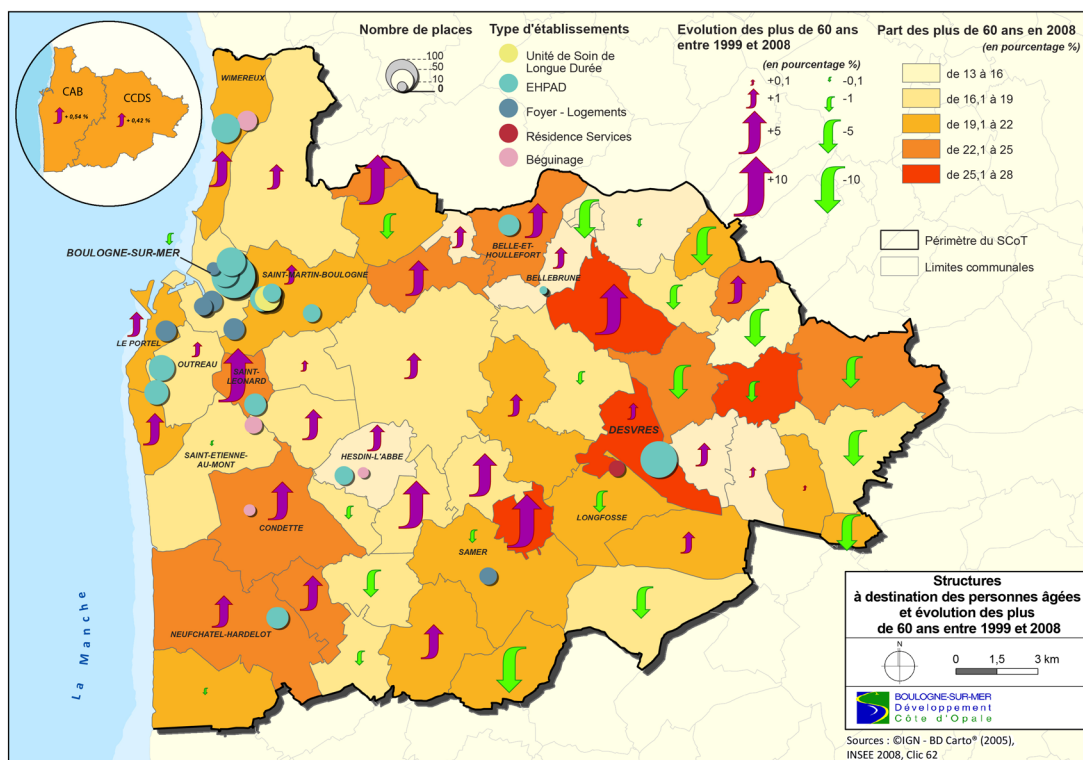 CAB
CCDS
+ 0,54 %
+ 0,42 %
Nombre de places
100
50
10
0
Type d'établissements
Unité de Soin de
Longue Durée
EHPAD
Foyer - Logements
Résidence Services
Béguinage
Evolution des plus de 60 ans
entre 1999 et 2008
(en pourcentage %)
+0,1
+1
+5
+10
-0,1
-1
-5
-10
Part des plus de 60 ans en 2008
(en pourcentage %)
de 13 à 16
de 16,1 à 19
de 19,1 à 22
de 22,1 à 25
de 25,1 à 28
Périmètre du SCoT
Limites communales
WIMEREUX
BOULOGNE-SUR-MER
SAINT-MARTIN-BOULOGNE
BELLE-ET-
HOULLEFORT
BELLEBRUNE
LE PORTEL
OUTREAU
SAINT-
LEONARD
DESVRES
SAINT-ETIENNE-
AU-MONT
HESDIN-L'ABBE
CONDETTE
LONGFOSSE
SAMER
NEUFCHATEL-HARDELOT
La Manche
Structures
à destination des personnes âgées
et évolution des plus
de 60 ans entre 1999 et 2008
N
0 1,5 3 km
BOULOGNE-SUR-MER
Développement
Côte d'Opale
Sources : ©IGN - BD Carto® (2005),
INSEE 2008, Clic 62